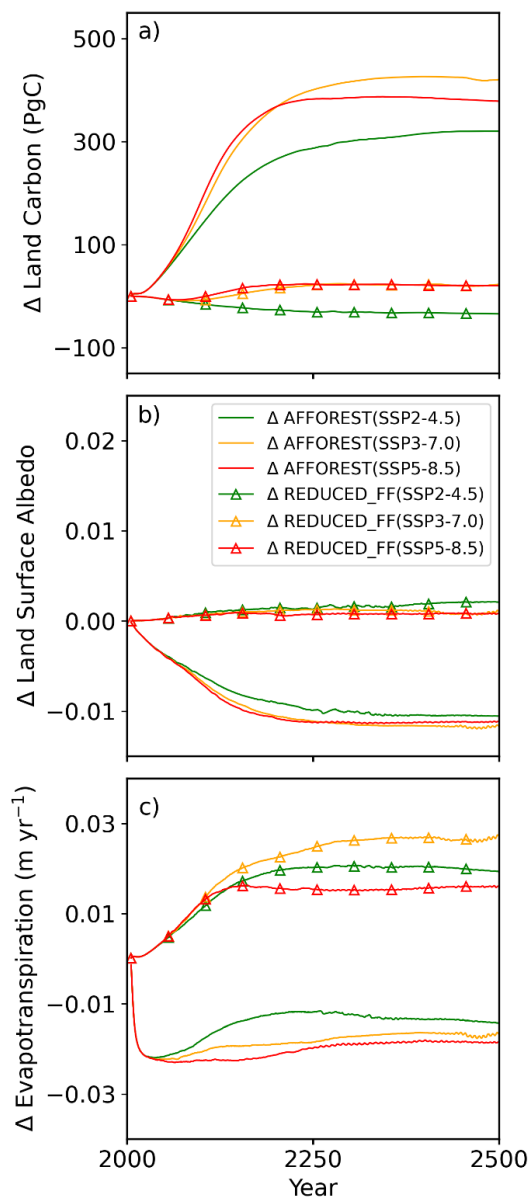 a)
500
300
100
−100
Δ Land Carbon (PgC)
b)
0.02
0.01
0.00
−0.01
Δ Land Surface Albedo
Δ AFFOREST(SSP2-4.5)
Δ AFFOREST(SSP3-7.0)
Δ AFFOREST(SSP5-8.5)
Δ REDUCED_FF(SSP2-4.5)
Δ REDUCED_FF(SSP3-7.0)
Δ REDUCED_FF(SSP5-8.5)
c)
0.03
0.01
−0.01
−0.03
Δ Evapotranspiration (m yr⁻¹)
2000 2250 2500
Year